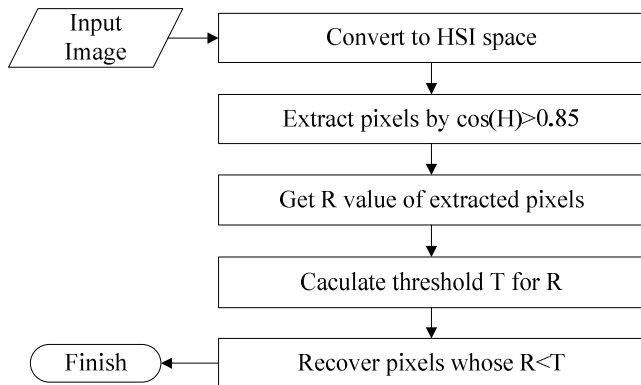 Input
Image
Convert to HSI space
Extract pixels by cos(H)>0.85
Get R value of extracted pixels
Caculate threshold T for R
Recover pixels whose R<T
Finish